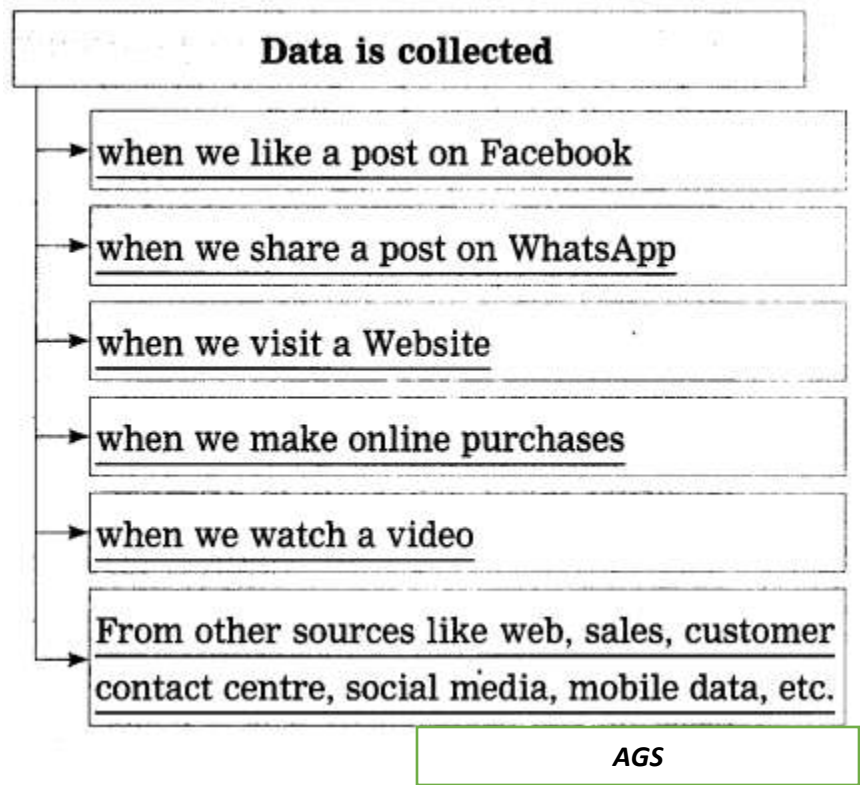 Data is collected
when we like a post on Facebook
when we share a post on WhatsApp
when we visit a Website
when we make online purchases
when we watch a video
From other sources like web, sales, customer
contact centre, social media, mobile data, etc.
AGS